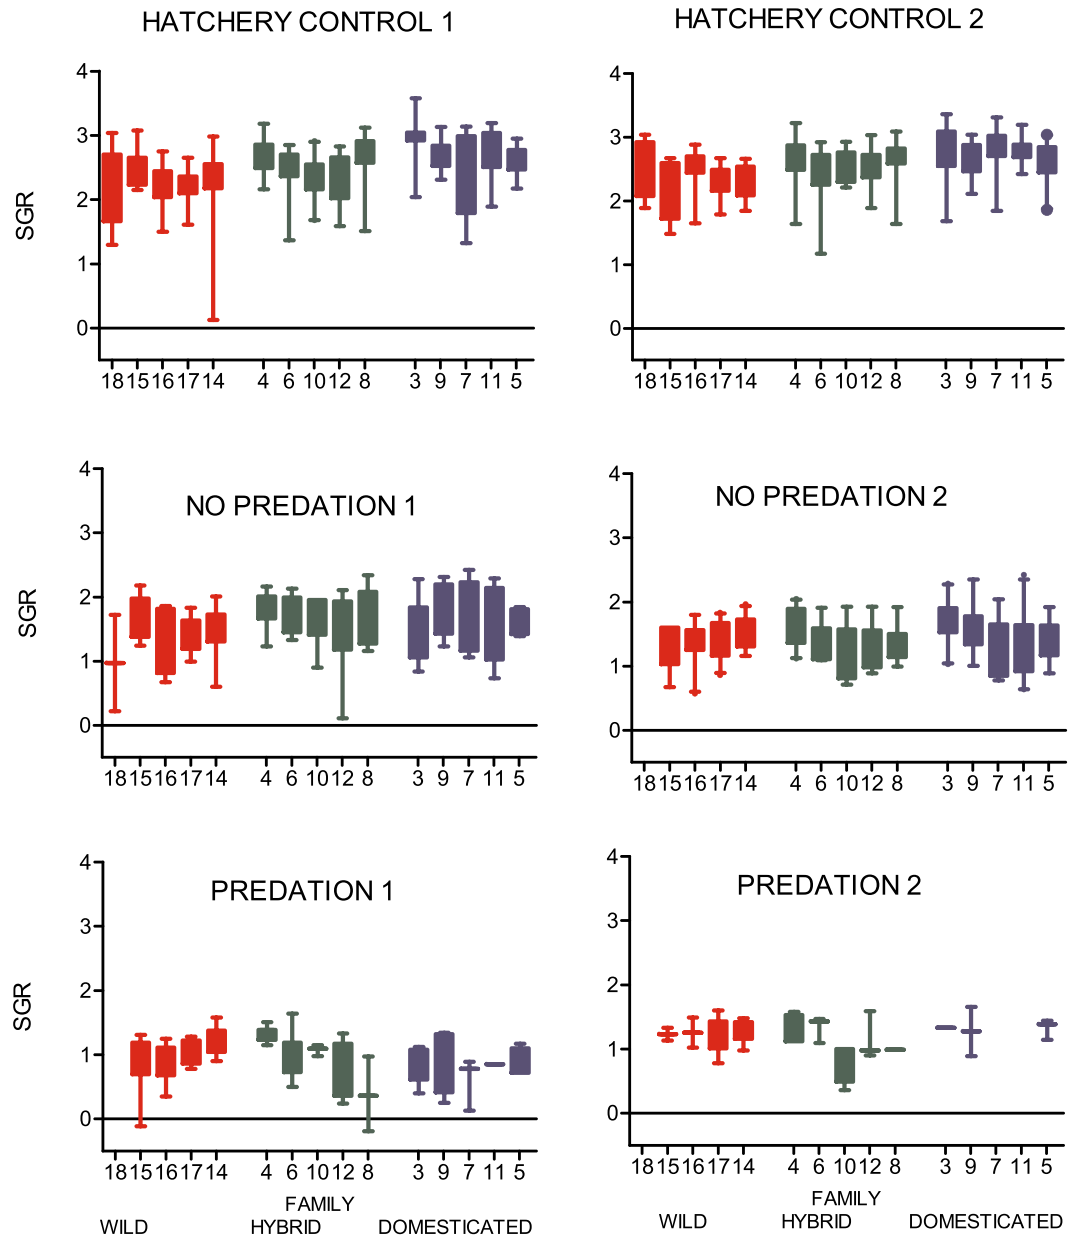 HATCHERY CONTROL 1
HATCHERY CONTROL 2
SGR
4
3
2
1
0
18 15 16 17 14 4 6 10 12 8 3 9 7 11 5
4
3
2
1
0
18 15 16 17 14 4 6 10 12 8 3 9 7 11 5
NO PREDATION 1
NO PREDATION 2
SGR
4
3
2
1
0
18 15 16 17 14 4 6 10 12 8 3 9 7 11 5
4
3
2
1
0
18 15 16 17 14 4 6 10 12 8 3 9 7 11 5
PREDATION 1
PREDATION 2
SGR
4
3
2
1
0
18 15 16 17 14 4 6 10 12 8 3 9 7 11 5
4
3
2
1
0
18 15 16 17 14 4 6 10 12 8 3 9 7 11 5
FAMILY
WILD HYBRID DOMESTICATED
FAMILY
WILD HYBRID DOMESTICATED